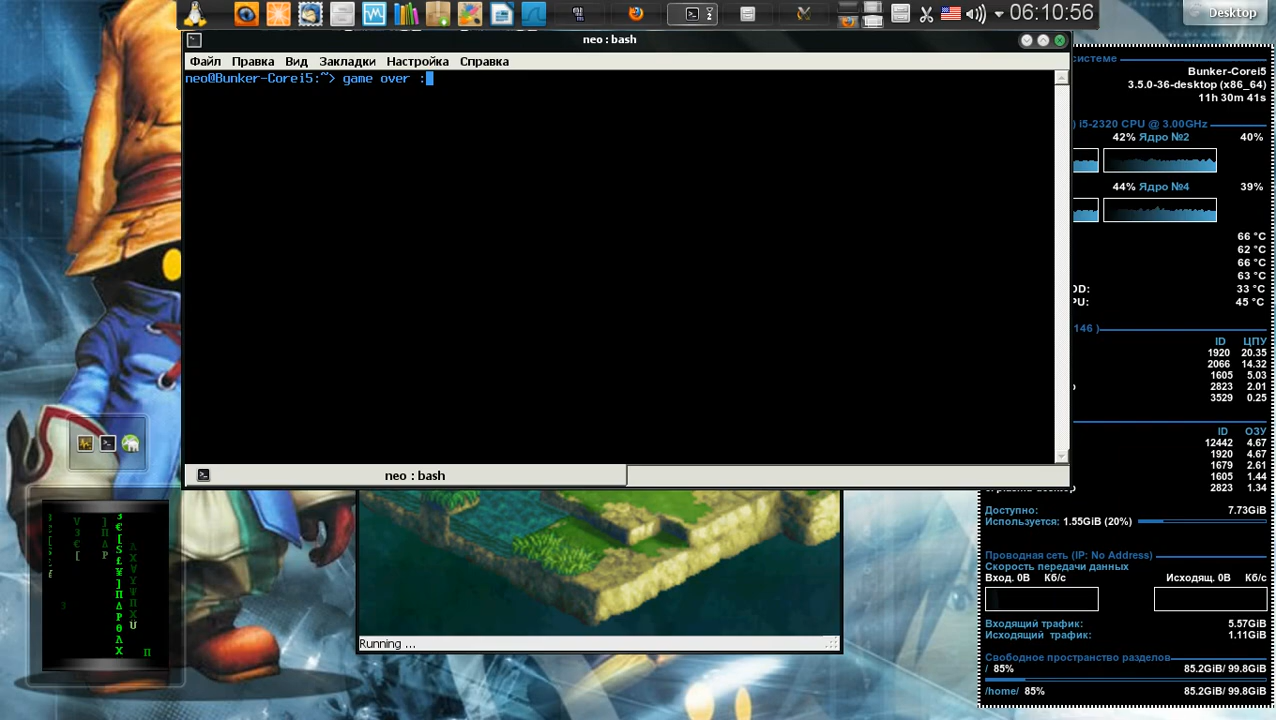 06:10:56
Desktop
neo : bash
Файл Правка Вид Закладки Настройка Справка
neo@Bunker-Corei5:~> game over :
neo : bash
Running ...
системе
Bunker-Corei5
3.5.0-36-desktop (x86_64)
11h 30m 41s
) i5-2320 CPU @ 3.00GHz
42% Ядро №2 40%
44% Ядро №4 39%
66 °C
62 °C
66 °C
63 °C
DD: 33 °C
PU: 45 °C
146 )
ID ЦПУ
1920 20.35
2066 14.32
1605 5.03
2823 2.01
3529 0.25
ID ОЗУ
12442 4.67
1920 4.67
1679 2.61
1605 1.44
2823 1.34
Доступно: 7.73GiB
Используется: 1.55GiB (20%)
Проводная сеть (IP: No Address)
Скорость передачи данных
Вход. 0B Кб/с Исходящ. 0B Кб/с
Входящий трафик: 5.57GiB
Исходящий трафик: 1.11GiB
Свободное пространство разделов
/ 85% 85.2GiB/ 99.8GiB
/home/ 85% 85.2GiB/ 99.8GiB